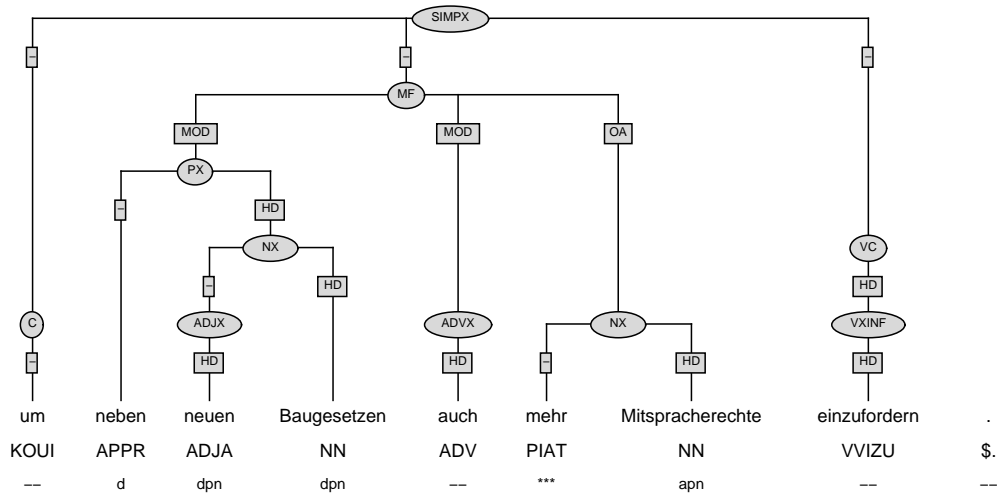 SIMPX
– – –
MF
MOD MOD OA
PX
– HD
NX VC
– HD HD
C ADJX ADVX NX VXINF
– HD HD – HD HD
um neben neuen Baugesetzen auch mehr Mitspracherechte einzufordern .
KOUI APPR ADJA NN ADV PIAT NN VVIZU $.
–– d dpn dpn –– *** apn –– ––